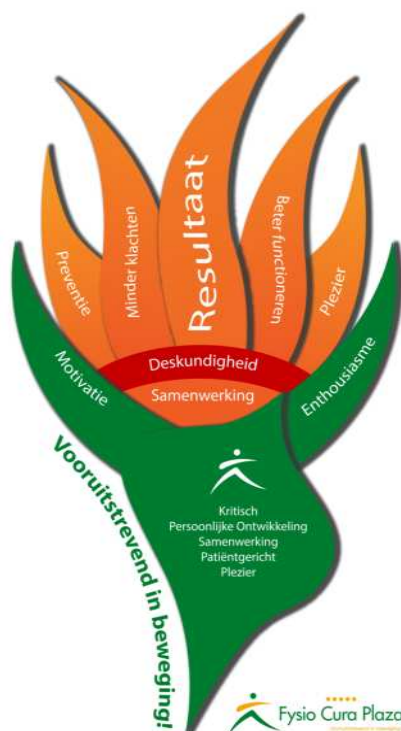 Resultaat
Minder klachten
Beter functioneren
Preventie
Plezier
Deskundigheid
Motivatie
Samenwerking
Enthousiasme
Kritisch
Persoonlijke Ontwikkeling
Samenwerking
Patiëntgericht
Plezier
Vooruitstrevend in beweging!
Fysio Cura Plaza